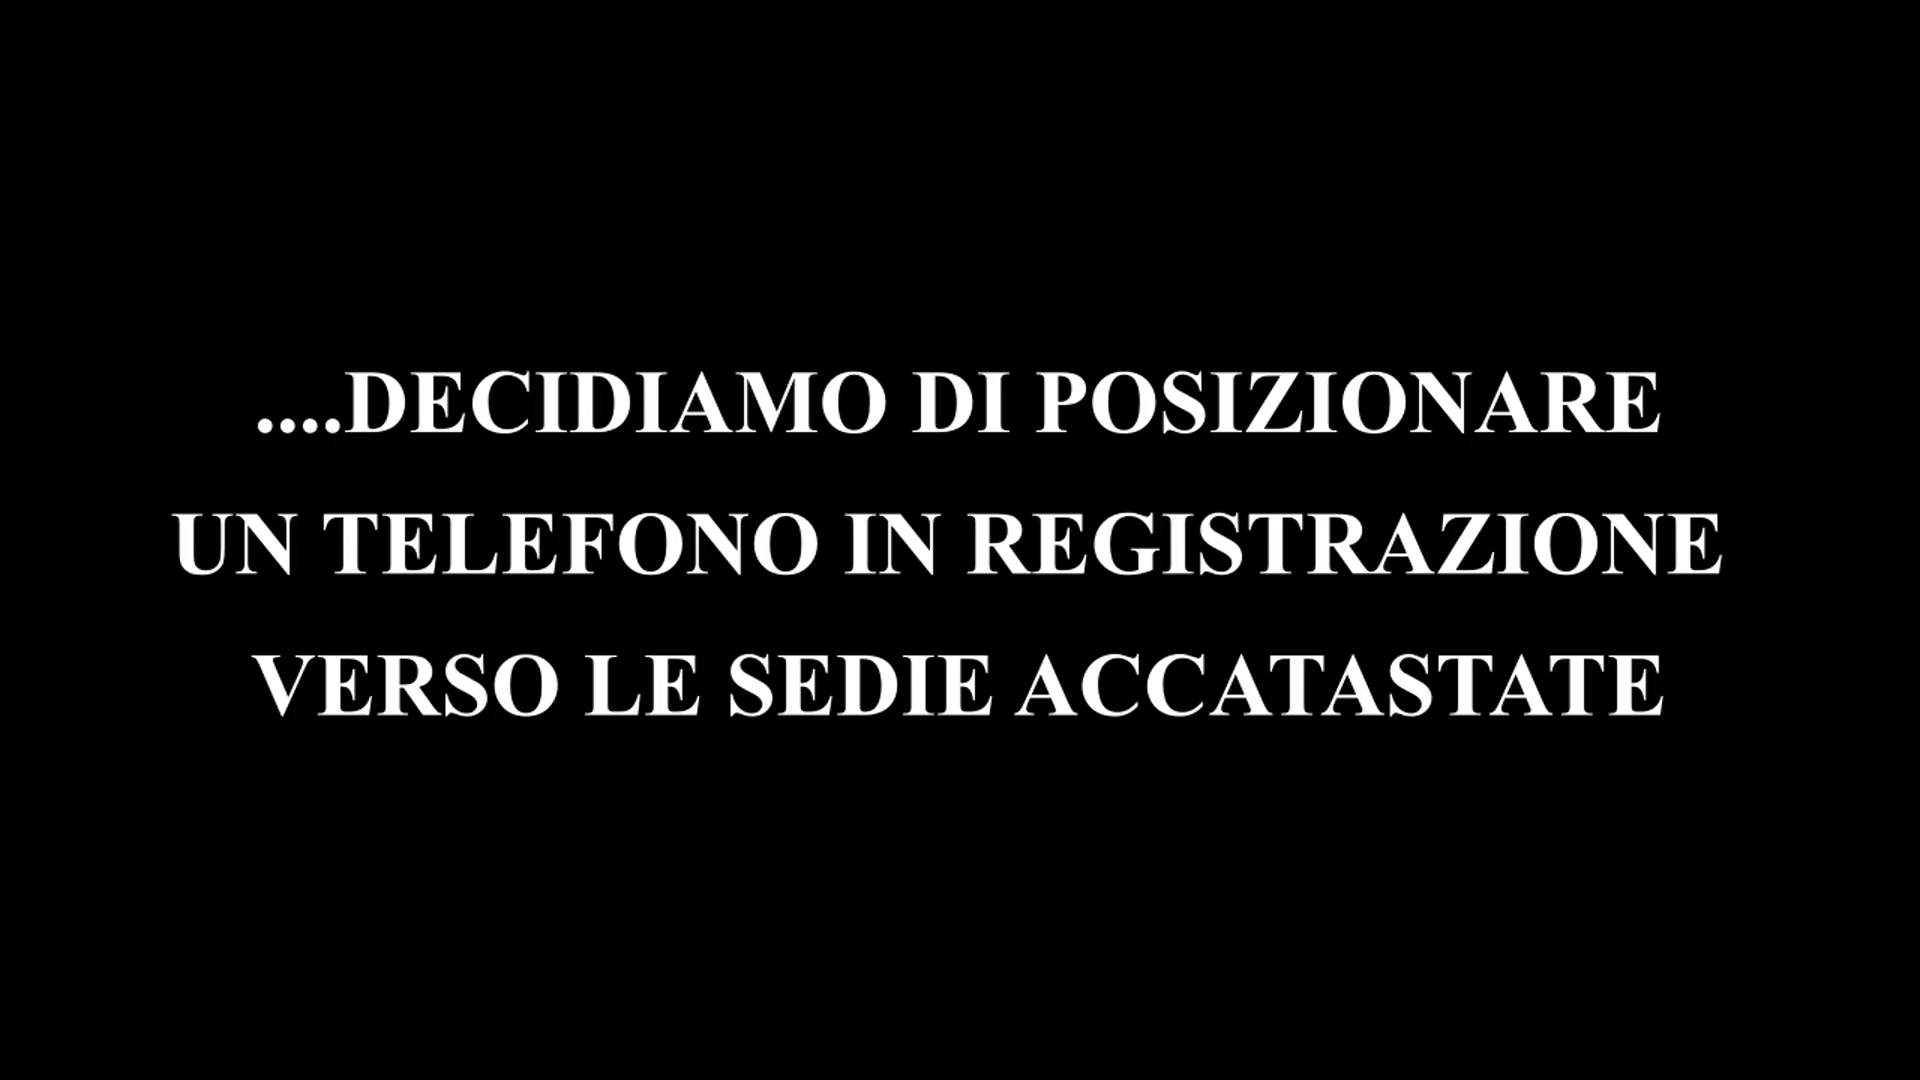 ....DECIDIAMO DI POSIZIONARE
UN TELEFONO IN REGISTRAZIONE
VERSO LE SEDIE ACCATASTATE